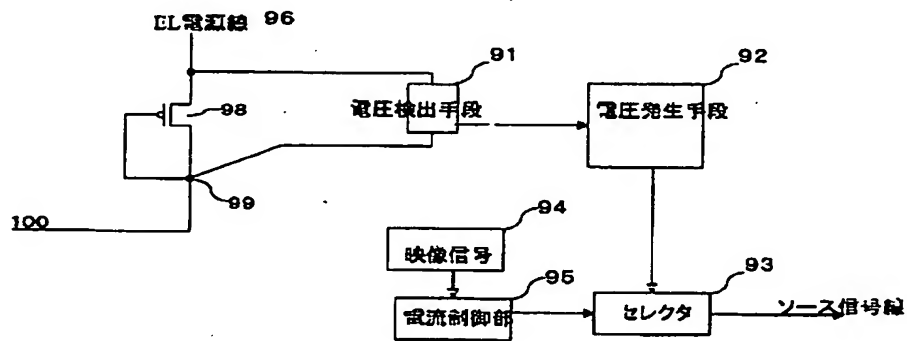 EL電源線 96
91
92
電圧検出手段
電圧発生手段
98
99
100
94
映像信号
95
93
電流制御部
セレクタ
ソース信号線